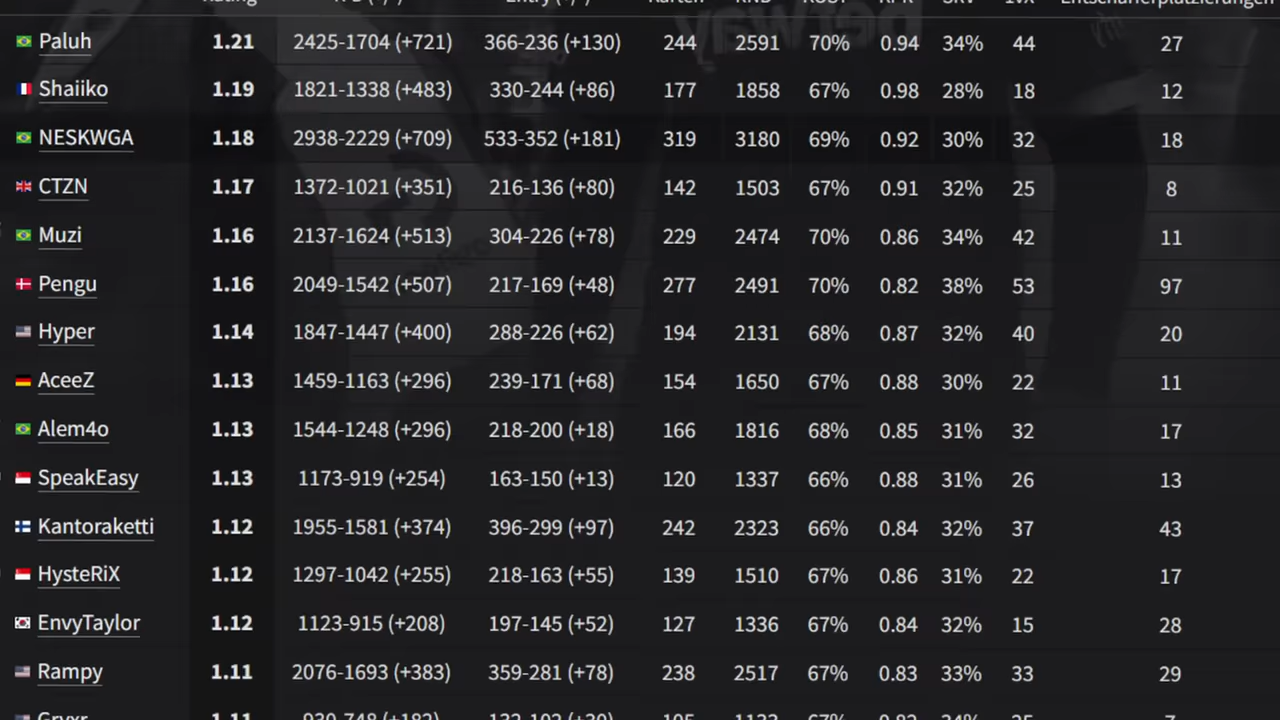 Rating K-D (+/-) Entry (+/-) Karten RND KOST KPR SRV 1vX Entschärferplatzierungen
Paluh 1.21 2425-1704 (+721) 366-236 (+130) 244 2591 70% 0.94 34% 44 27
Shaiiko 1.19 1821-1338 (+483) 330-244 (+86) 177 1858 67% 0.98 28% 18 12
NESKWGA 1.18 2938-2229 (+709) 533-352 (+181) 319 3180 69% 0.92 30% 32 18
CTZN 1.17 1372-1021 (+351) 216-136 (+80) 142 1503 67% 0.91 32% 25 8
Muzi 1.16 2137-1624 (+513) 304-226 (+78) 229 2474 70% 0.86 34% 42 11
Pengu 1.16 2049-1542 (+507) 217-169 (+48) 277 2491 70% 0.82 38% 53 97
Hyper 1.14 1847-1447 (+400) 288-226 (+62) 194 2131 68% 0.87 32% 40 20
AceeZ 1.13 1459-1163 (+296) 239-171 (+68) 154 1650 67% 0.88 30% 22 11
Alem4o 1.13 1544-1248 (+296) 218-200 (+18) 166 1816 68% 0.85 31% 32 17
SpeakEasy 1.13 1173-919 (+254) 163-150 (+13) 120 1337 66% 0.88 31% 26 13
Kantoraketti 1.12 1955-1581 (+374) 396-299 (+97) 242 2323 66% 0.84 32% 37 43
HysteRiX 1.12 1297-1042 (+255) 218-163 (+55) 139 1510 67% 0.86 31% 22 17
EnvyTaylor 1.12 1123-915 (+208) 197-145 (+52) 127 1336 67% 0.84 32% 15 28
Rampy 1.11 2076-1693 (+383) 359-281 (+78) 238 2517 67% 0.83 33% 33 29
1.11